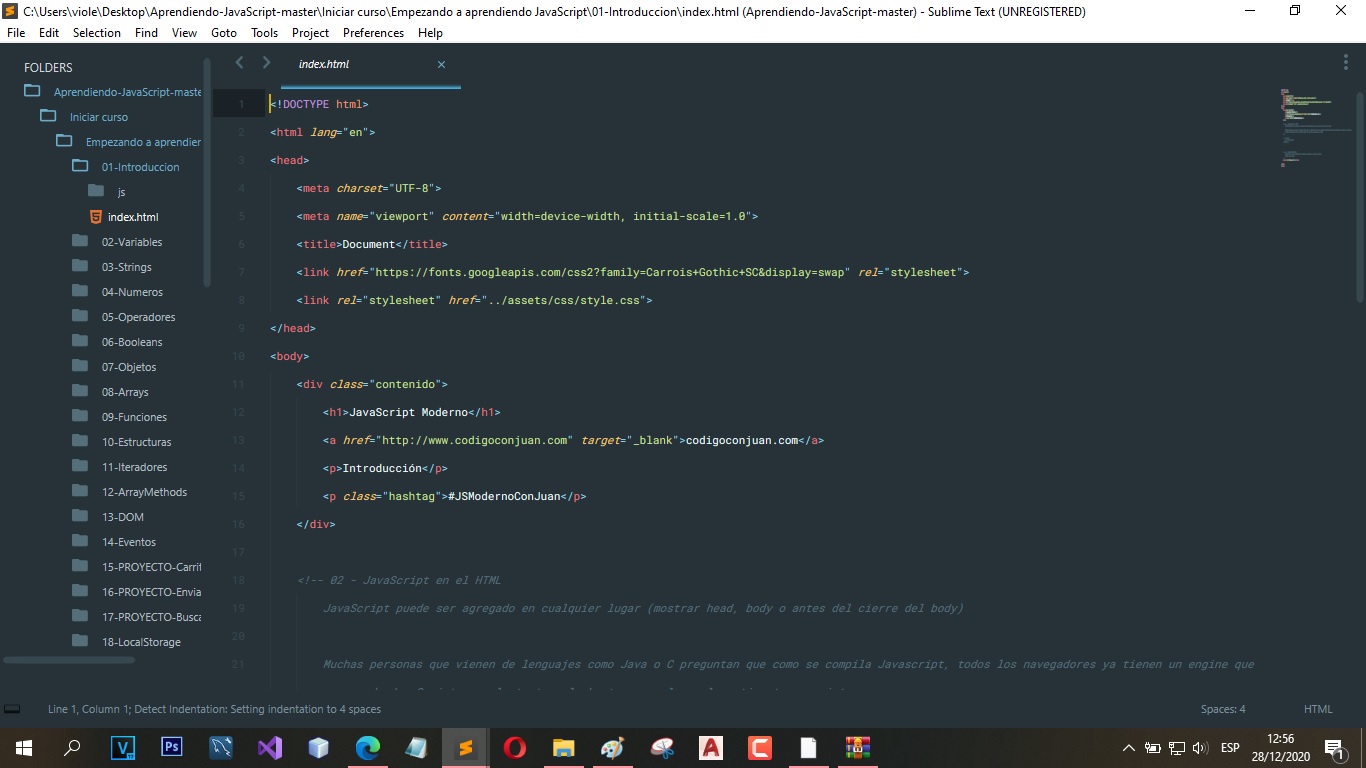 C:\Users\viole\Desktop\Aprendiendo-JavaScript-master\Iniciar curso\Empezando a aprendiendo JavaScript\01-Introduccion\index.html (Aprendiendo-JavaScript-master) - Sublime Text (UNREGISTERED)
File Edit Selection Find View Goto Tools Project Preferences Help
FOLDERS
Aprendiendo-JavaScript-maste
Iniciar curso
Empezando a aprendier
01-Introduccion
js
index.html
02-Variables
03-Strings
04-Numeros
05-Operadores
06-Booleans
07-Objetos
08-Arrays
09-Funciones
10-Estructuras
11-Iteradores
12-ArrayMethods
13-DOM
14-Eventos
15-PROYECTO-Carrit
16-PROYECTO-Envia
17-PROYECTO-Busca
18-LocalStorage
index.html
1 <!DOCTYPE html>
2 <html lang="en">
3 <head>
4 <meta charset="UTF-8">
5 <meta name="viewport" content="width=device-width, initial-scale=1.0">
6 <title>Document</title>
7 <link href="https://fonts.googleapis.com/css2?family=Carrois+Gothic+SC&display=swap" rel="stylesheet">
8 <link rel="stylesheet" href="../assets/css/style.css">
9 </head>
10 <body>
11 <div class="contenido">
12 <h1>JavaScript Moderno</h1>
13 <a href="http://www.codigoconjuan.com" target="_blank">codigoconjuan.com</a>
14 <p>Introducción</p>
15 <p class="hashtag">#JSModernoConJuan</p>
16 </div>
17
18 <!-- 02 - JavaScript en el HTML
19 JavaScript puede ser agregado en cualquier lugar (mostrar head, body o antes del cierre del body)
20
21 Muchas personas que vienen de lenguajes como Java o C preguntan que como se compila Javascript, todos los navegadores ya tienen un engine que
Line 1, Column 1; Detect Indentation: Setting indentation to 4 spaces
Spaces: 4
HTML
ESP
12:56
28/12/2020
1